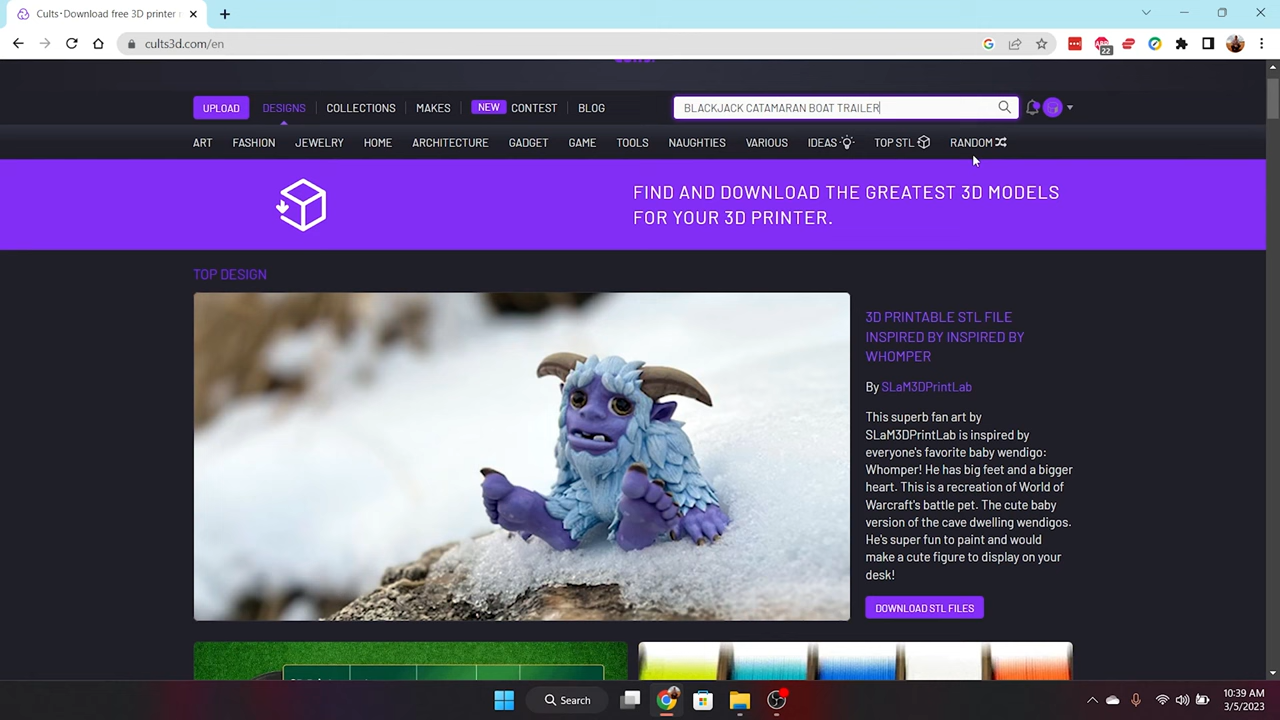 Cults・Download free 3D printer
cults3d.com/en
22
UPLOAD DESIGNS COLLECTIONS MAKES NEW CONTEST BLOG BLACKJACK CATAMARAN BOAT TRAILER
ART FASHION JEWELRY HOME ARCHITECTURE GADGET GAME TOOLS NAUGHTIES VARIOUS IDEAS TOP STL RANDOM
FIND AND DOWNLOAD THE GREATEST 3D MODELS
FOR YOUR 3D PRINTER.
TOP DESIGN
3D PRINTABLE STL FILE
INSPIRED BY INSPIRED BY
WHOMPER
By SLaM3DPrintLab
This superb fan art by
SLaM3DPrintLab is inspired by
everyone's favorite baby wendigo:
Whomper! He has big feet and a bigger
heart. This is a recreation of World of
Warcraft's battle pet. The cute baby
version of the cave dwelling wendigos.
He's super fun to paint and would
make a cute figure to display on your
desk!
DOWNLOAD STL FILES
Search
10:39 AM
3/5/2023